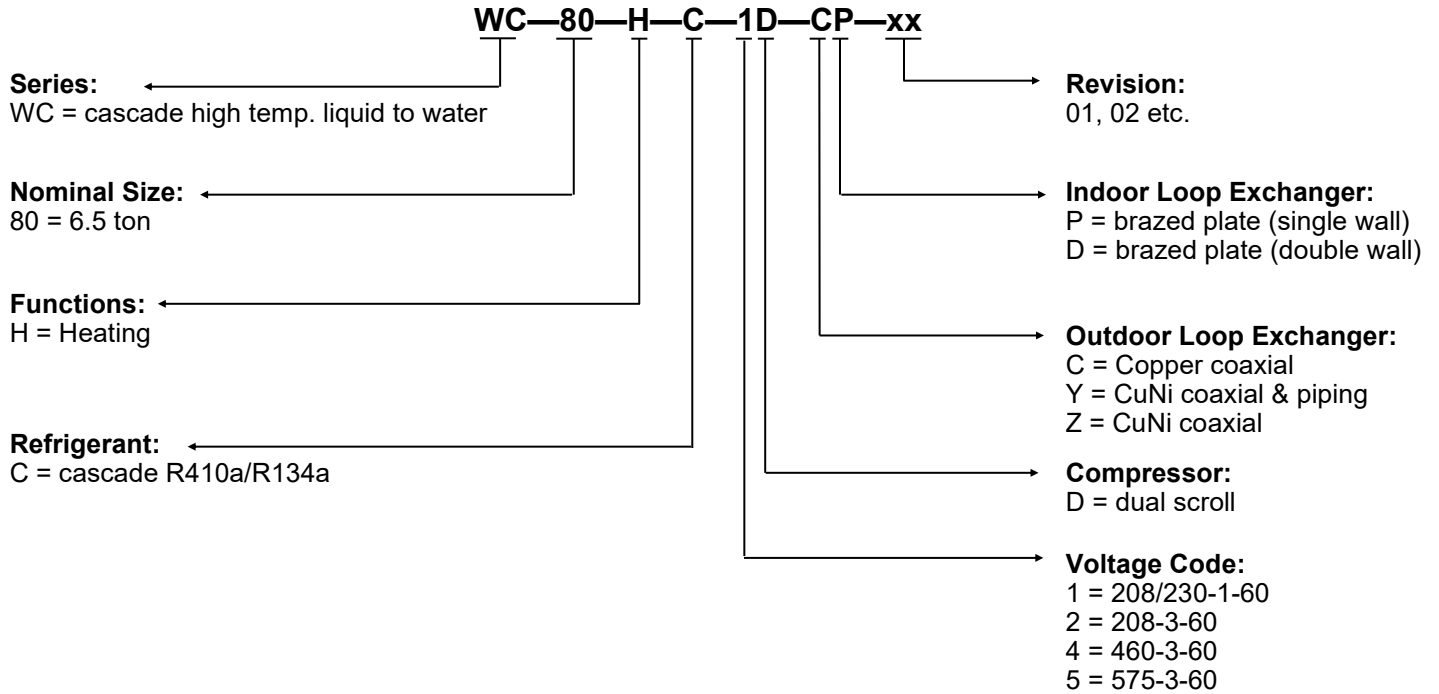 WC—80—H—C—1D—CP—xx
Series:
WC = cascade high temp. liquid to water
Nominal Size:
80 = 6.5 ton
Functions:
H = Heating
Refrigerant:
C = cascade R410a/R134a
Revision:
01, 02 etc.
Indoor Loop Exchanger:
P = brazed plate (single wall)
D = brazed plate (double wall)
Outdoor Loop Exchanger:
C = Copper coaxial
Y = CuNi coaxial & piping
Z = CuNi coaxial
Compressor:
D = dual scroll
Voltage Code:
1 = 208/230-1-60
2 = 208-3-60
4 = 460-3-60
5 = 575-3-60